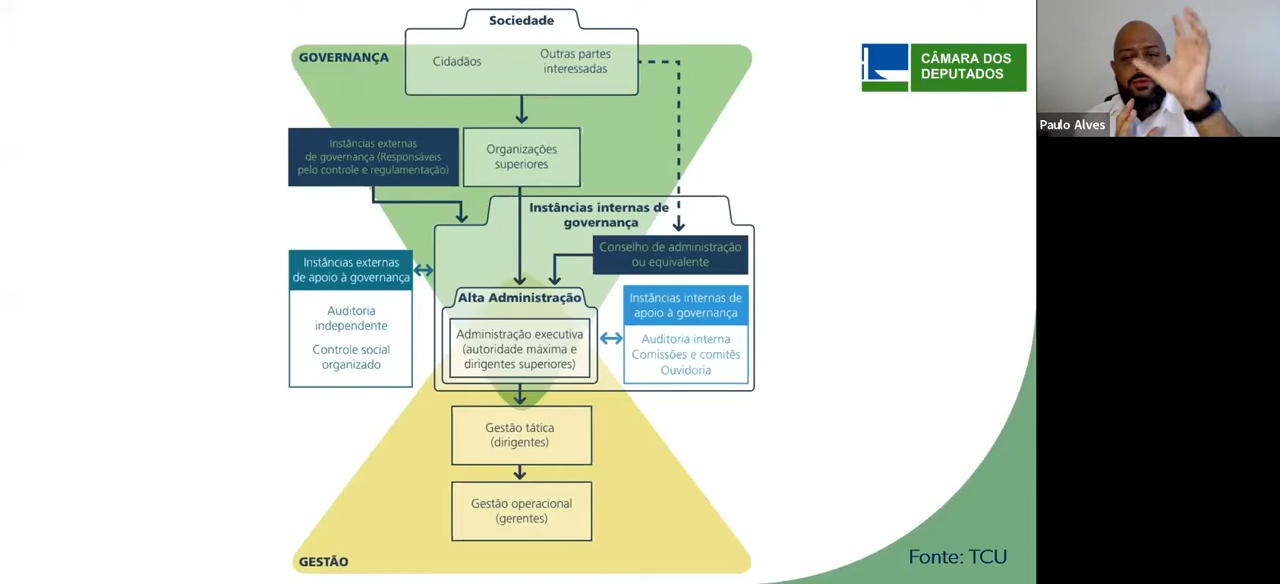 Sociedade
GOVERNANÇA
Cidadãos
Outras partes
interessadas
CÂMARA DOS
DEPUTADOS
Paulo Alves
Instâncias externas
de governança (Responsáveis
pelo controle e regulamentação)
Organizações
superiores
Instâncias internas de
governança
Conselho de administração
ou equivalente
Instâncias externas
de apoio à governança
Auditoria
independente
Controle social
organizado
Alta Administração
Administração executiva
(autoridade máxima e
dirigentes superiores)
Instâncias internas de
apoio à governança
Auditoria interna
Comissões e comitês
Ouvidoria
Gestão tática
(dirigentes)
Gestão operacional
(gerentes)
GESTÃO
Fonte: TCU